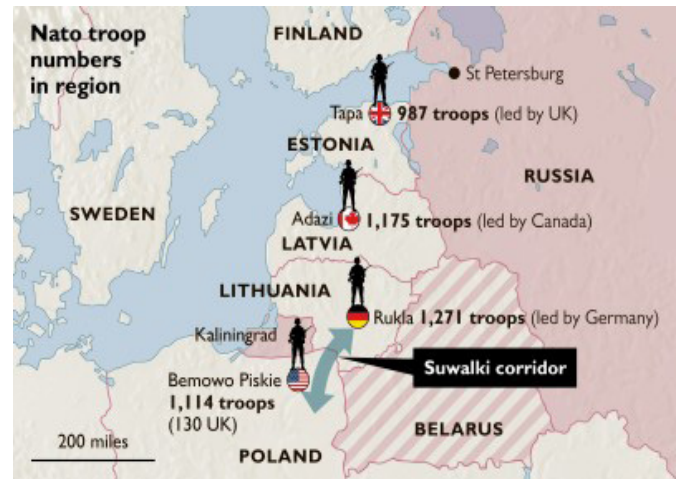 Nato troop
numbers
in region
FINLAND
St Petersburg
Tapa 987 troops (led by UK)
ESTONIA
RUSSIA
SWEDEN
Adazi 1,175 troops (led by Canada)
LATVIA
LITHUANIA
Rukla 1,271 troops (led by Germany)
Kaliningrad
Suwalki corridor
Bemowo Piskie
1,114 troops
(130 UK)
BELARUS
200 miles
POLAND